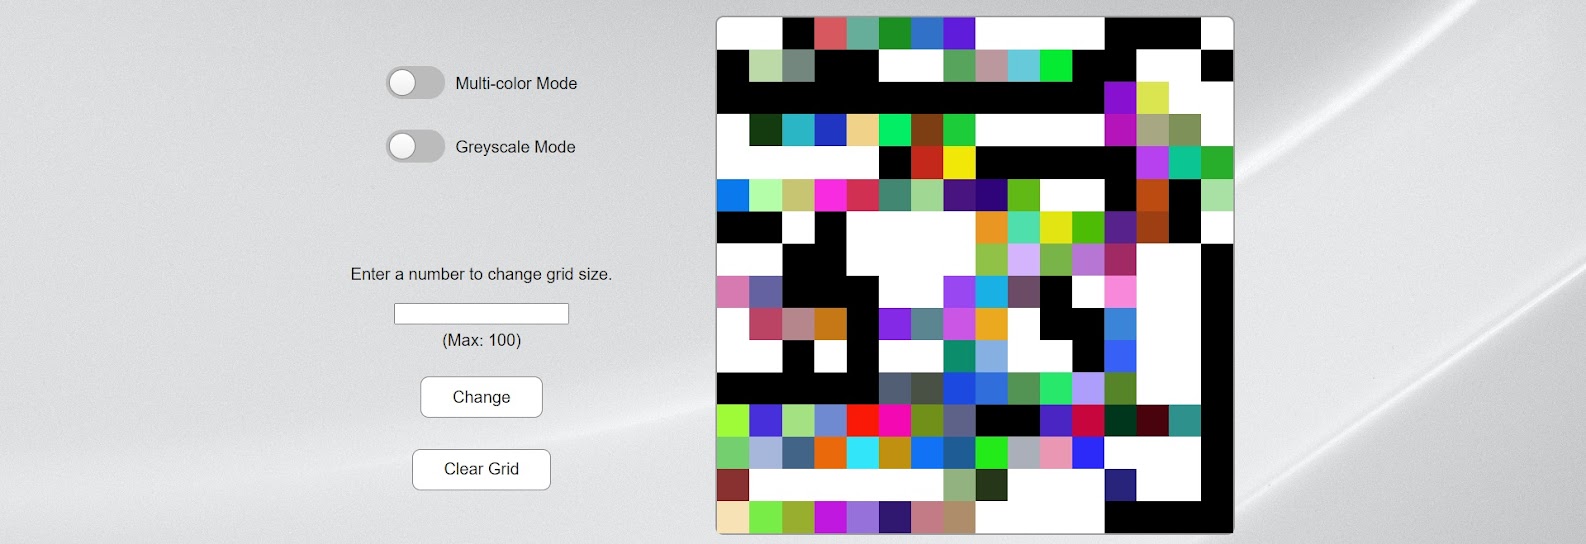 Multi-color Mode
Greyscale Mode
Enter a number to change grid size.
(Max: 100)
Change
Clear Grid